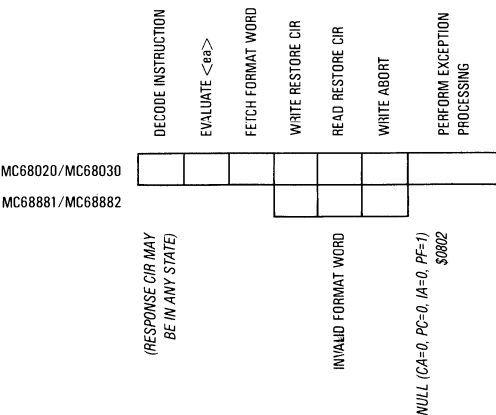 DECODE INSTRUCTION
EVALUATE <ea>
FETCH FORMAT WORD
WRITE RESTORE CIR
READ RESTORE CIR
WRITE ABORT
PERFORM EXCEPTION
PROCESSING
MC68020/MC68030
MC68881/MC68882
(RESPONSE CIR MAY
BE IN ANY STATE)
INVALID FORMAT WORD
NULL (CA=0, PC=0, IA=0, PF=1)
$0802